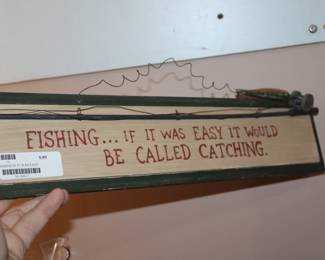 FISHING... IF IT WAS EASY IT WOULD
BE CALLED CATCHING.